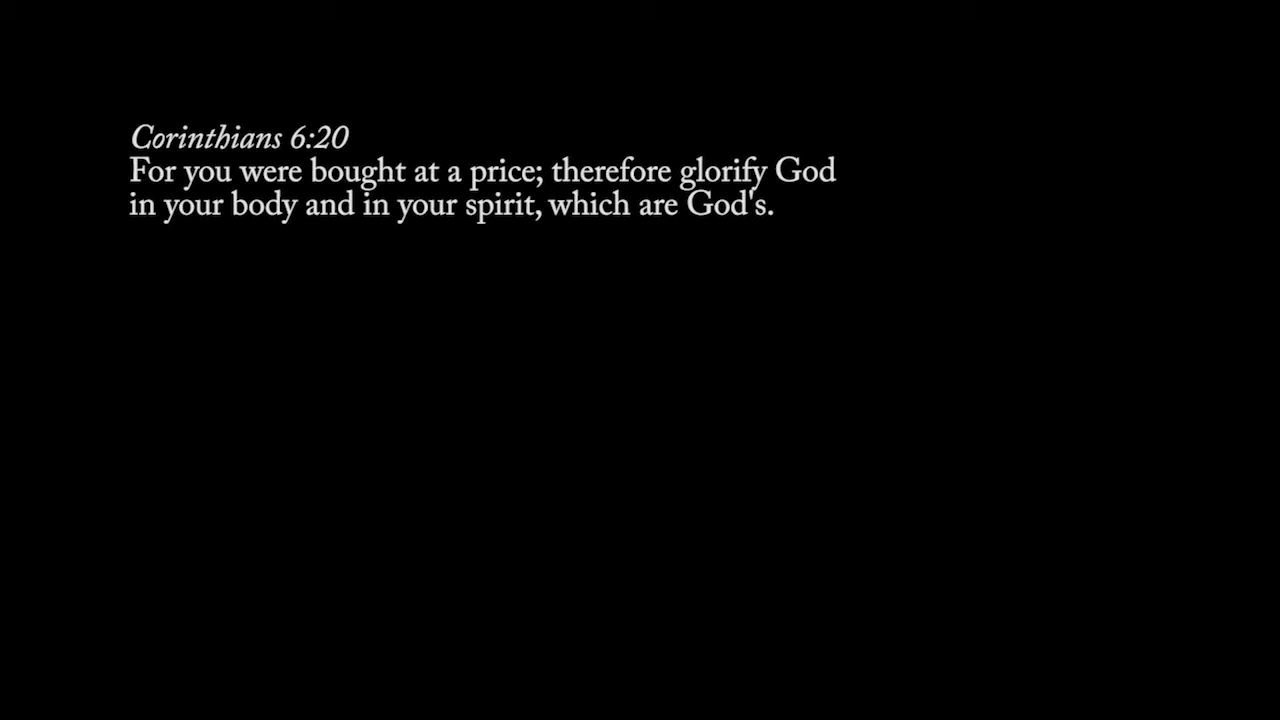 Corinthians 6:20
For you were bought at a price; therefore glorify God
in your body and in your spirit, which are God's.